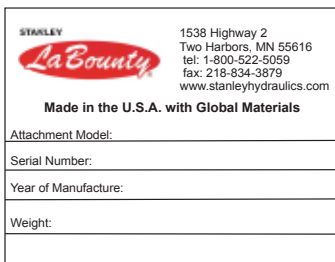 STANLEY
LaBounty
1538 Highway 2
Two Harbors, MN 55616
tel: 1-800-522-5059
fax: 218-834-3879
www.stanleyhydraulics.com
Made in the U.S.A. with Global Materials
Attachment Model:
Serial Number:
Year of Manufacture:
Weight: